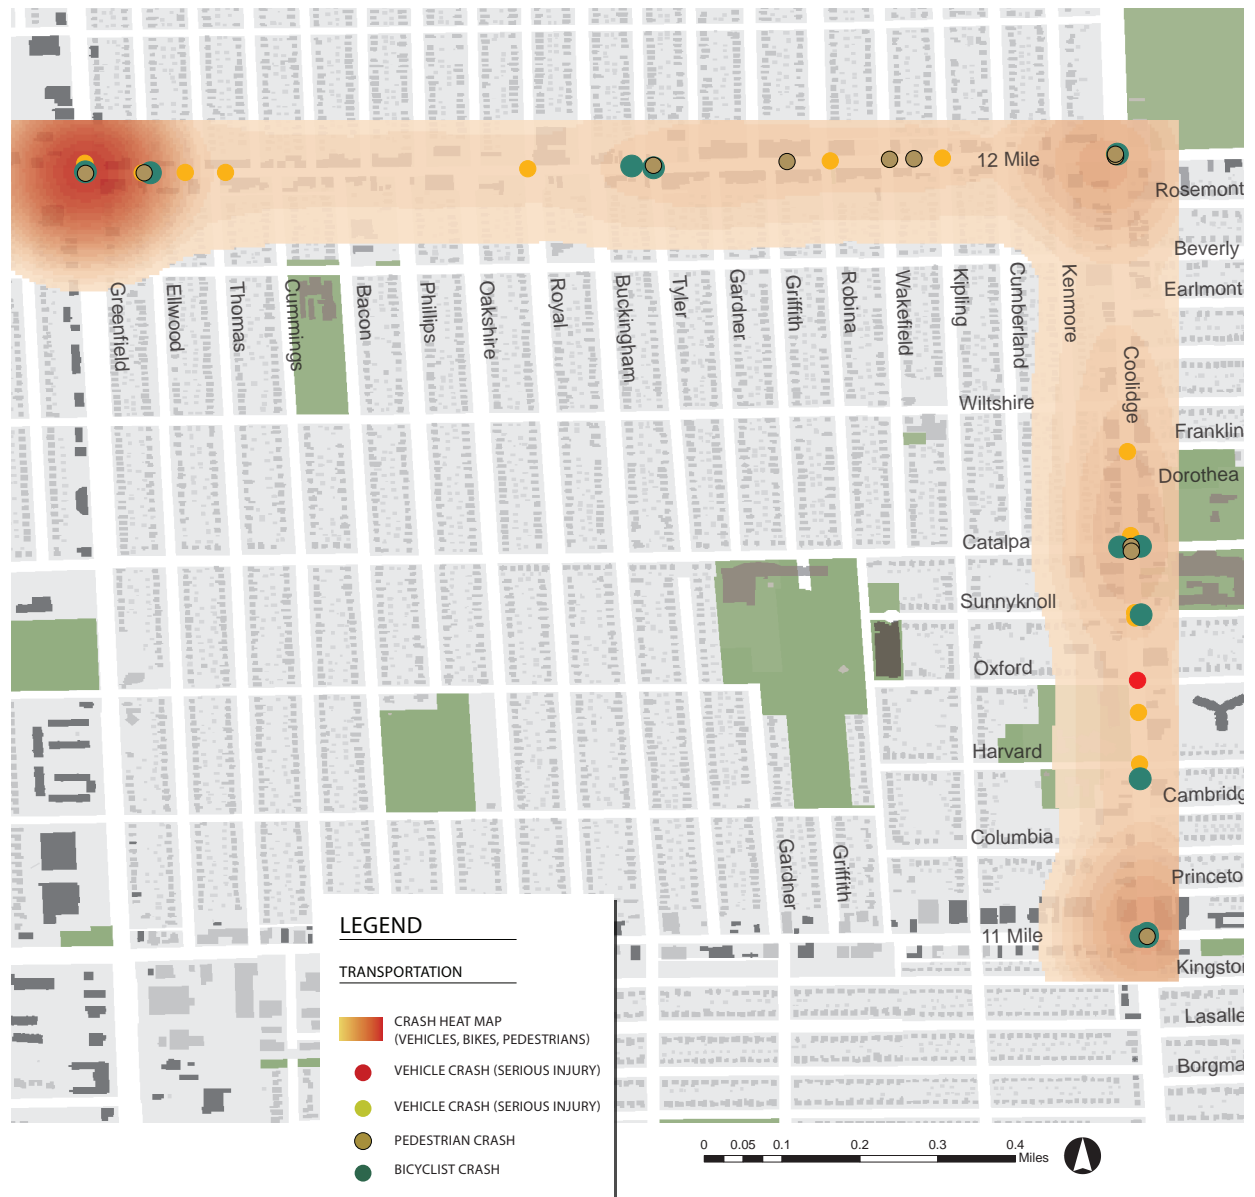 12 Mile
Rosemont
Beverly
Earlmont
Greenfield
Ellwood
Thomas
Cummings
Bacon
Phillips
Oakshire
Royal
Buckingham
Tyler
Gardner
Griffith
Robina
Wakefield
Kipling
Cumberland
Kenmore
Coolidge
Wiltshire
Franklin
Dorothea
Catalpa
Sunnyknoll
Oxford
Harvard
Cambridg
Columbia
Gardner
Griffith
Princeto
11 Mile
Kingston
Lasalle
Borgma
LEGEND
TRANSPORTATION
CRASH HEAT MAP
(VEHICLES, BIKES, PEDESTRIANS)
VEHICLE CRASH (SERIOUS INJURY)
VEHICLE CRASH (SERIOUS INJURY)
PEDESTRIAN CRASH
BICYCLIST CRASH
0 0.05 0.1 0.2 0.3 0.4
Miles